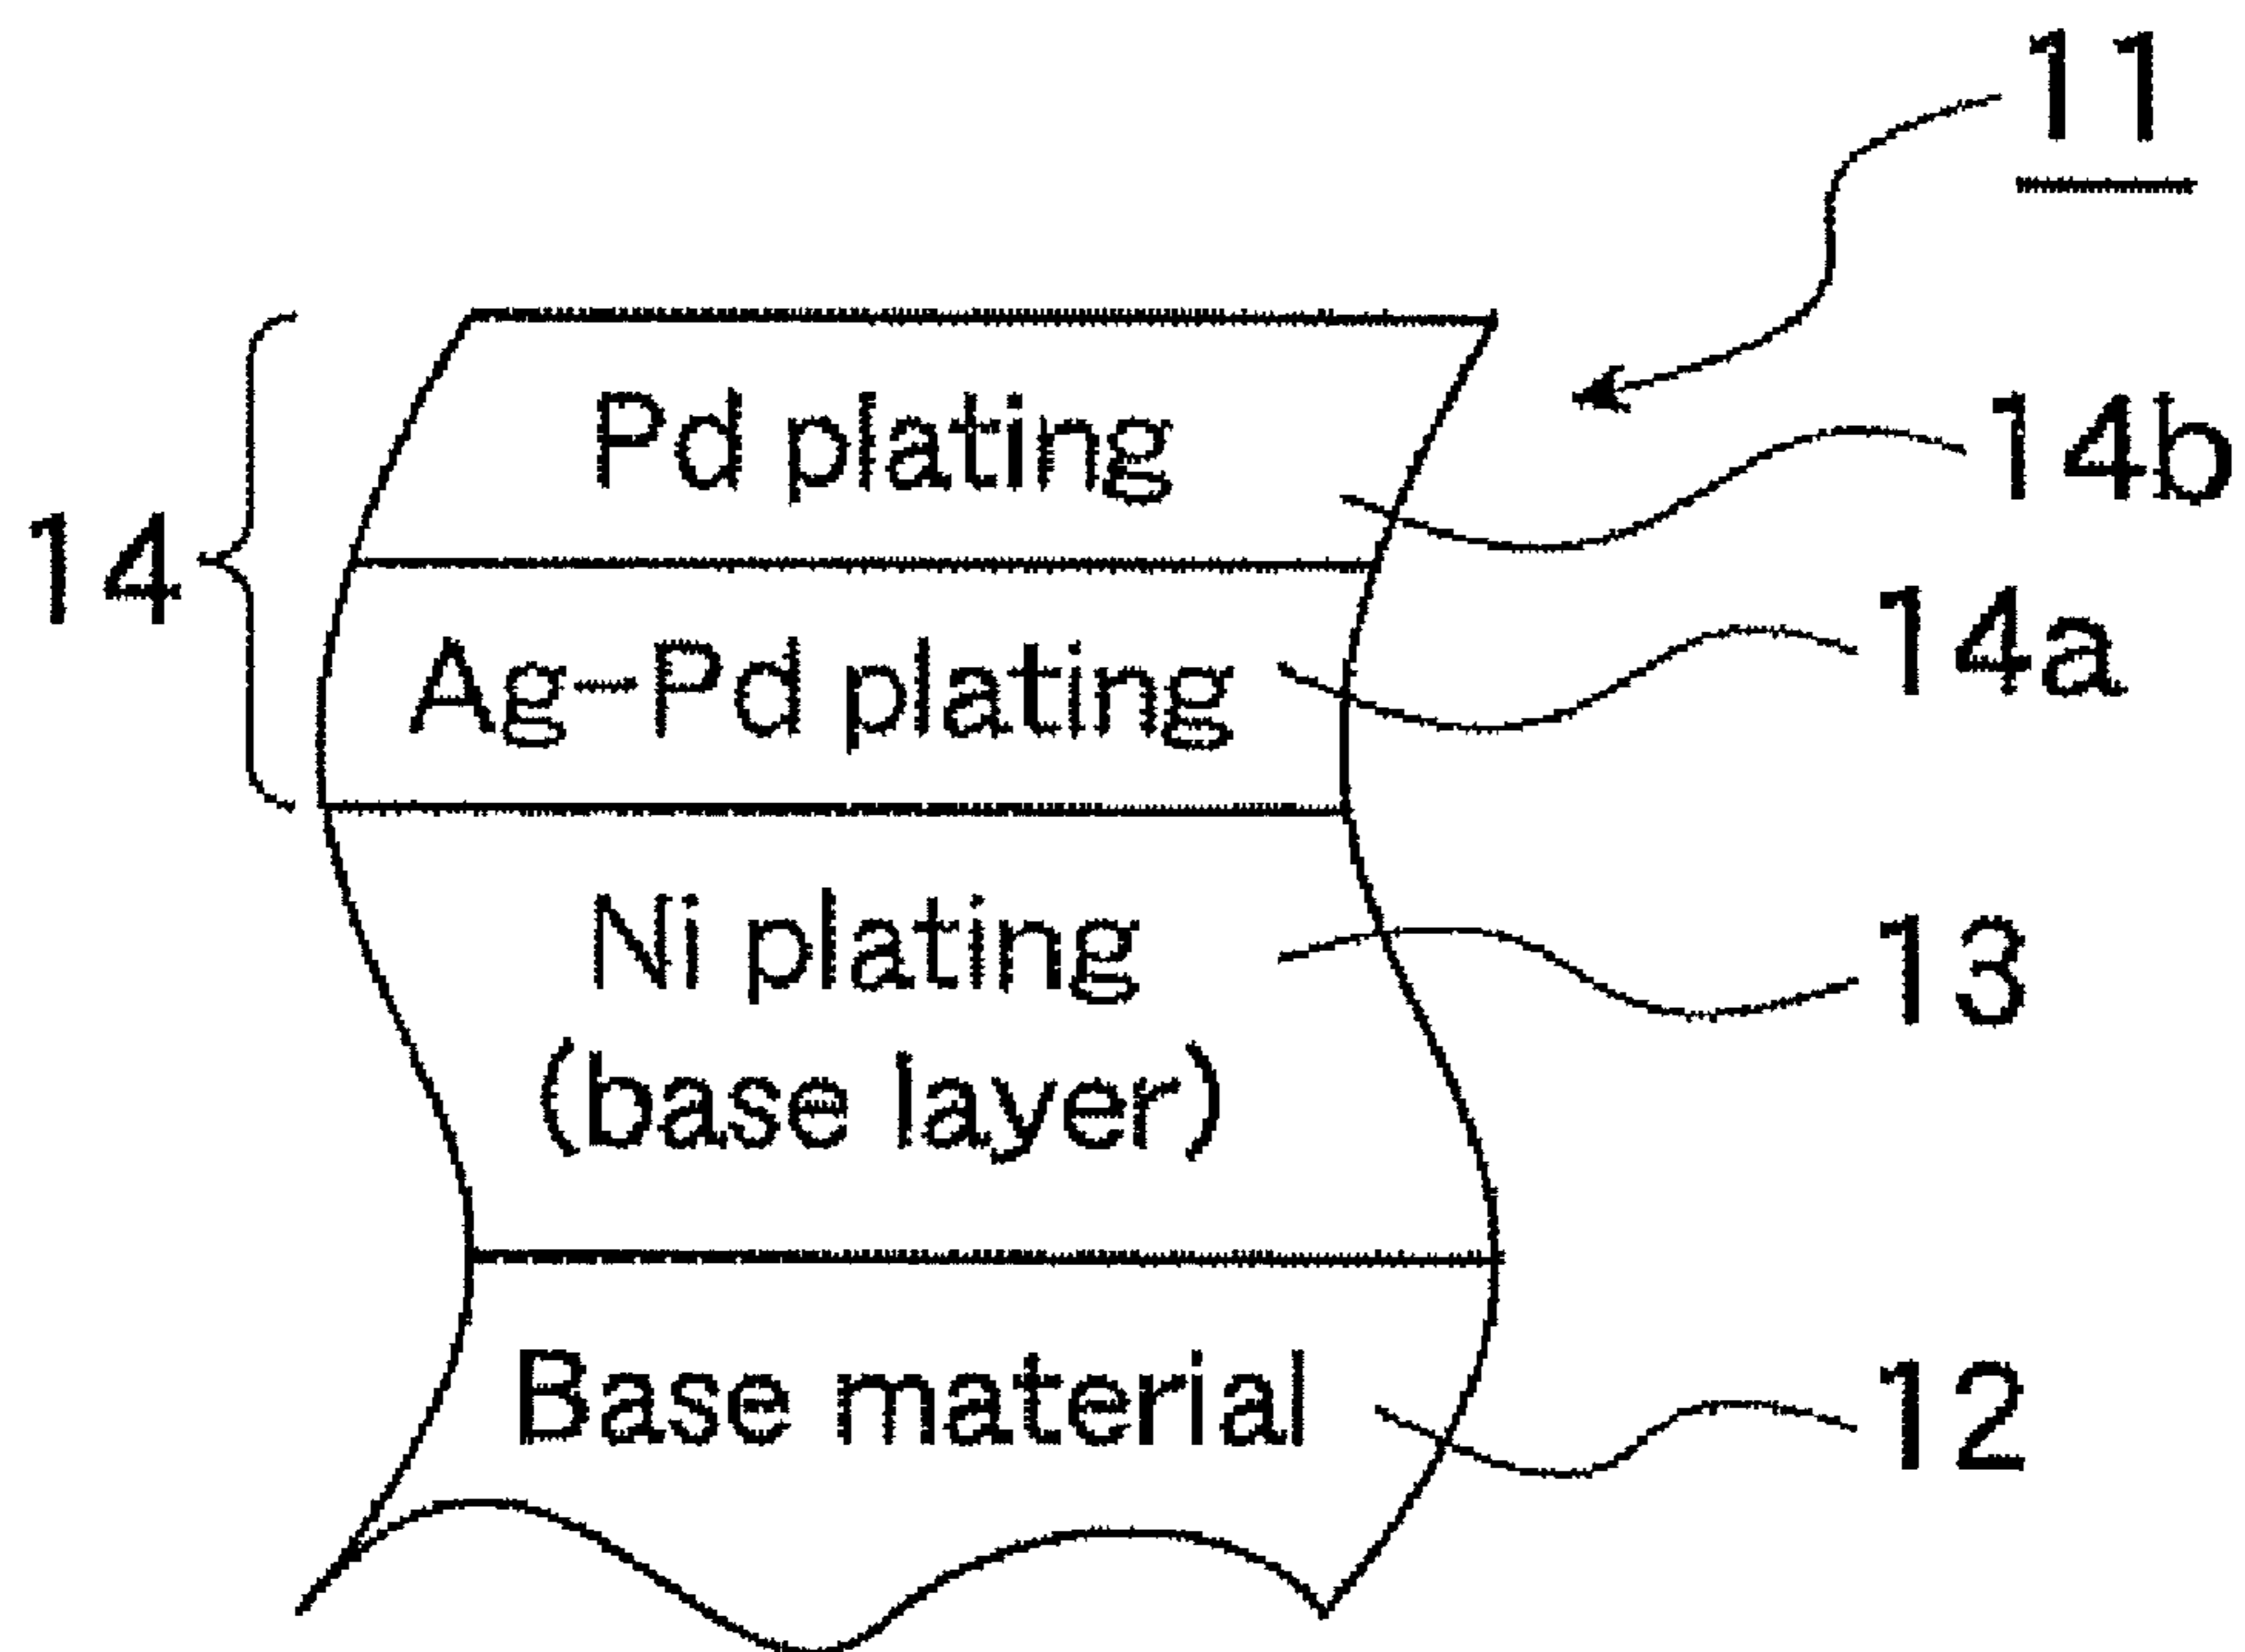 11
Pd plating
14b
14
Ag-Pd plating
14a
Ni plating
(base layer)
13
Base material
12